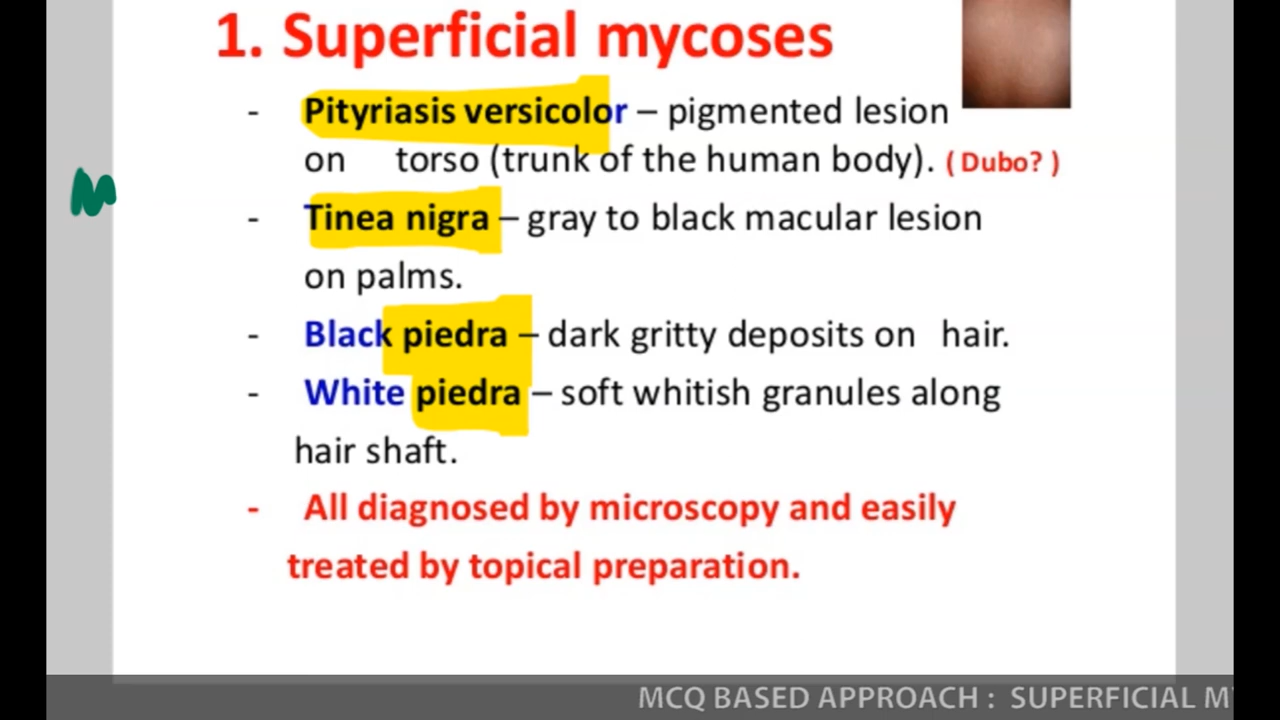 1. Superficial mycoses
- Pityriasis versicolor – pigmented lesion
on torso (trunk of the human body). ( Dubo? )
- Tinea nigra – gray to black macular lesion
on palms.
- Black piedra – dark gritty deposits on hair.
- White piedra – soft whitish granules along
hair shaft.
- All diagnosed by microscopy and easily
treated by topical preparation.
MCQ BASED APPROACH : SUPERFICIAL M